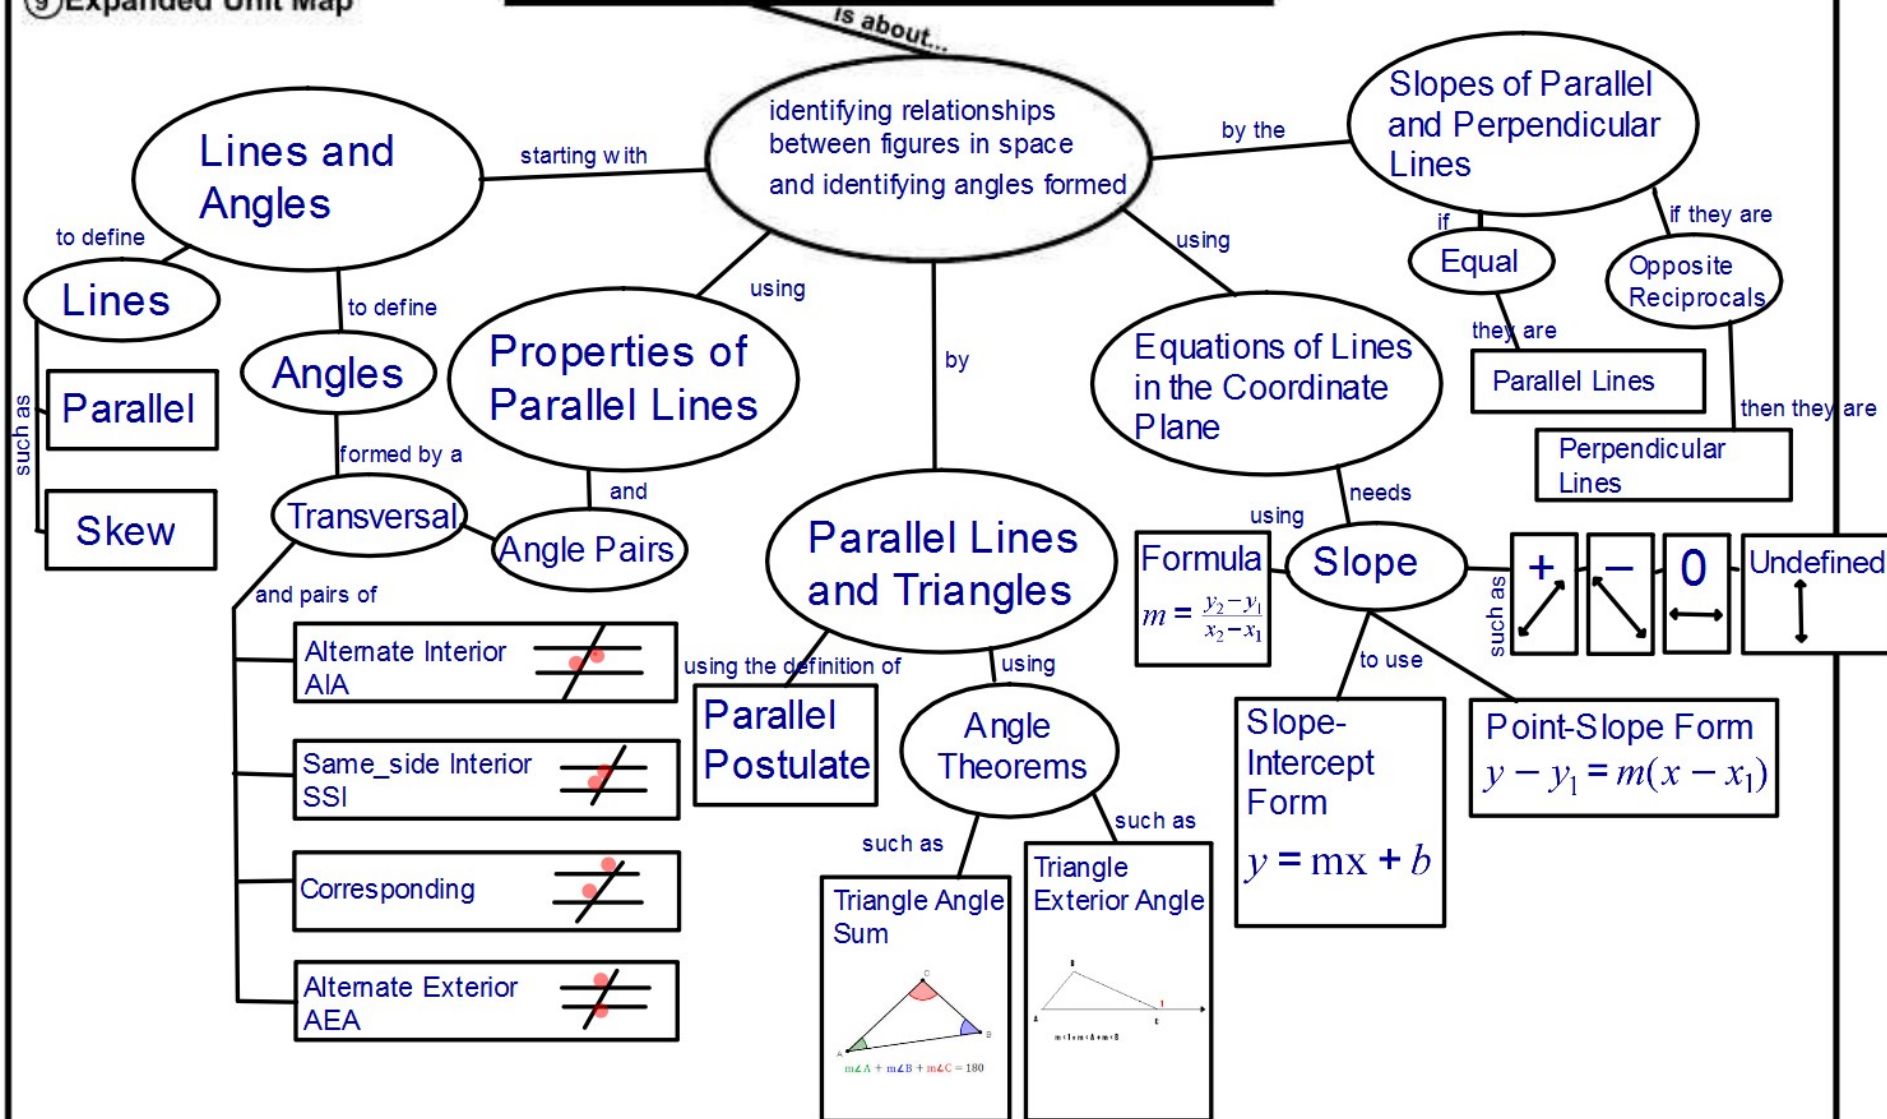 9 Expanded Unit Map
is about...
identifying relationships
between figures in space
and identifying angles formed
starting with
Lines and
Angles
to define
Lines
such as
Parallel
Skew
to define
Angles
formed by a
Transversal
and pairs of
Alternate Interior
AIA
Same_side Interior
SSI
Corresponding
Alternate Exterior
AEA
using
Properties of
Parallel Lines
and
Angle Pairs
by
Parallel Lines
and Triangles
using the definition of
Parallel
Postulate
using
Angle
Theorems
such as
Triangle Angle
Sum
C
A
B
m∠A + m∠B + m∠C = 180
such as
Triangle
Exterior Angle
B
1
A
C
m<1=m<A+m<B
using
Equations of Lines
in the Coordinate
Plane
needs
Slope
using
Formula
m = (y₂ − y₁)/(x₂ − x₁)
such as
+
−
0
Undefined
to use
Slope-
Intercept
Form
y = mx + b
Point-Slope Form
y − y₁ = m(x − x₁)
by the
Slopes of Parallel
and Perpendicular
Lines
if
Equal
they are
Parallel Lines
if they are
Opposite
Reciprocals
then they are
Perpendicular
Lines